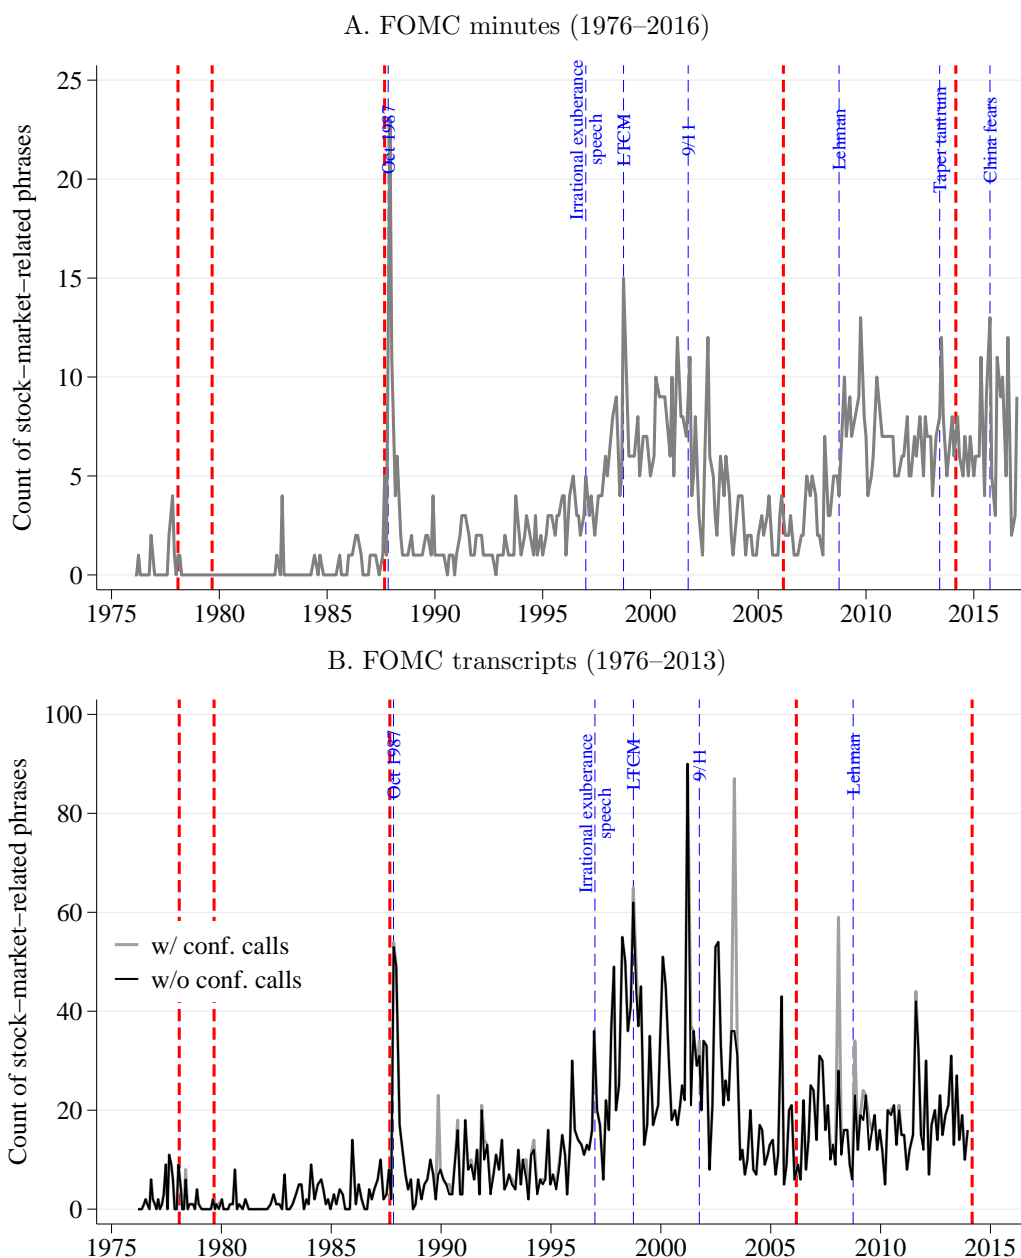 A. FOMC minutes (1976–2016)
Count of stock−market−related phrases
25
20
15
10
5
0
Oct 1987
Irrational exuberance
speech
LTCM
9/11
Lehman
Taper tantrum
China fears
1975 1980 1985 1990 1995 2000 2005 2010 2015
B. FOMC transcripts (1976–2013)
Count of stock−market−related phrases
100
80
60
40
20
0
Oct 1987
Irrational exuberance
speech
LTCM
9/11
Lehman
w/ conf. calls
w/o conf. calls
1975 1980 1985 1990 1995 2000 2005 2010 2015